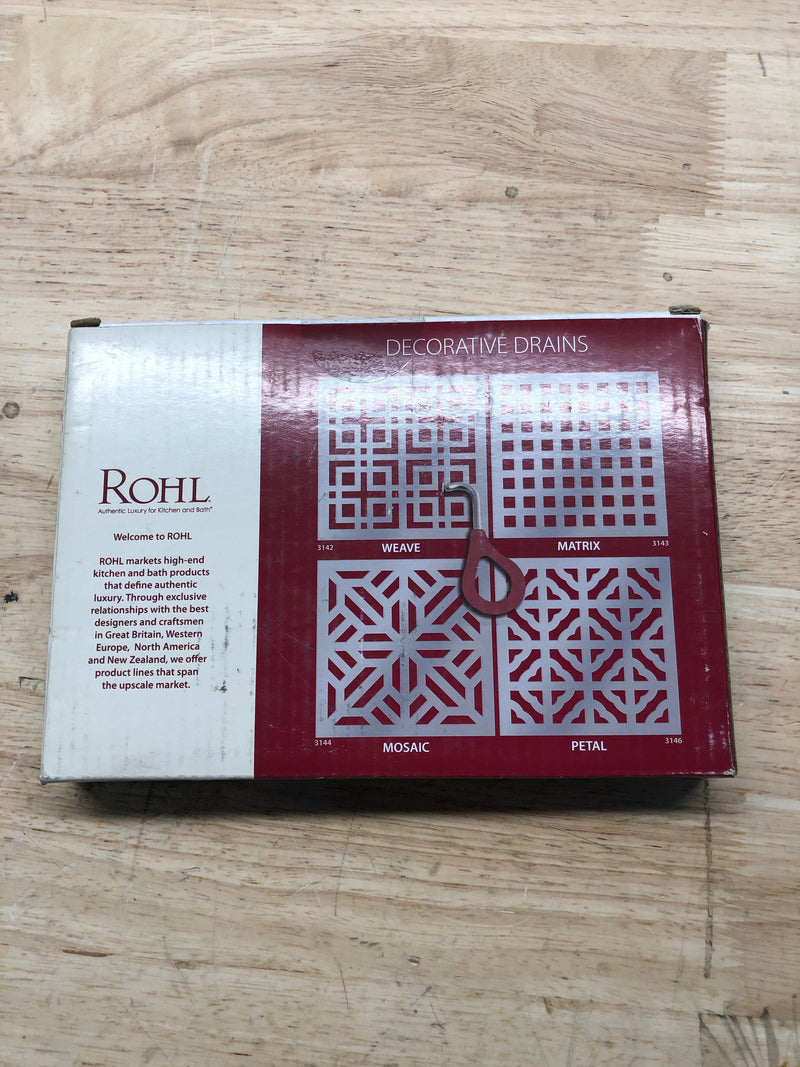 DECORATIVE DRAINS
ROHL
Authentic Luxury for Kitchen and Bath®
Welcome to ROHL
ROHL markets high-end
kitchen and bath products
that define authentic
luxury. Through exclusive
relationships with the best
designers and craftsmen
in Great Britain, Western
Europe, North America
and New Zealand, we offer
product lines that span
the upscale market.
3142 WEAVE
MATRIX 3143
3144 MOSAIC
PETAL 3146